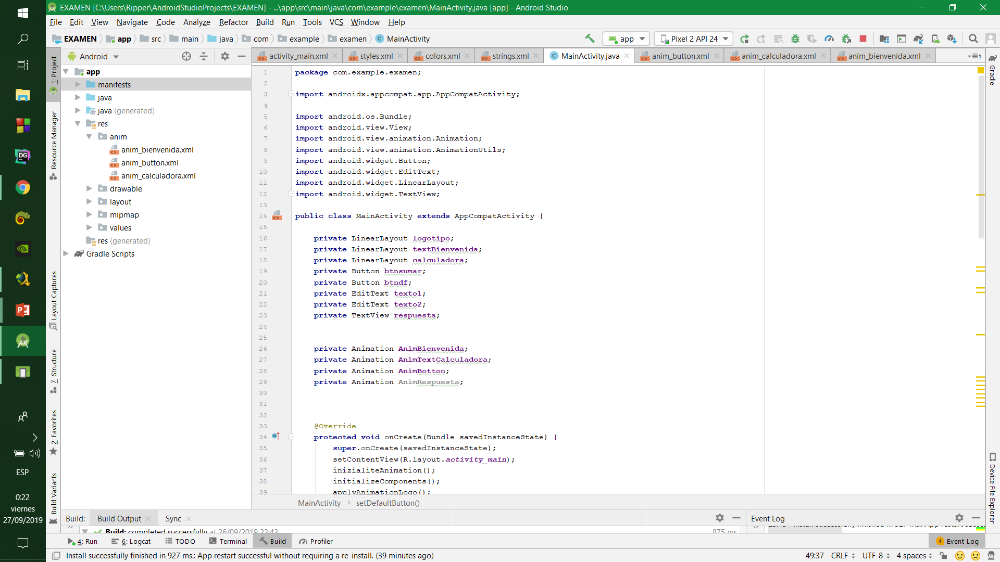 EXAMEN [C:\Users\Ripper\AndroidStudioProjects\EXAMEN] - ...\app\src\main\java\com\example\examen\MainActivity.java [app] - Android Studio
File Edit View Navigate Code Analyze Refactor Build Run Tools VCS Window Help
EXAMEN app src main java com example examen MainActivity app Pixel 2 API 24
Android activity_main.xml styles.xml colors.xml strings.xml MainActivity.java anim_button.xml anim_calculadora.xml anim_bienvenida.xml
1: Project
Resource Manager
Layout Captures
7: Structure
2: Favorites
Build Variants
app
manifests
java
java (generated)
res
anim
anim_bienvenida.xml
anim_button.xml
anim_calculadora.xml
drawable
layout
mipmap
values
res (generated)
Gradle Scripts
1 package com.example.examen;
2
3 import androidx.appcompat.app.AppCompatActivity;
4
5 import android.os.Bundle;
6 import android.view.View;
7 import android.view.animation.Animation;
8 import android.view.animation.AnimationUtils;
9 import android.widget.Button;
10 import android.widget.EditText;
11 import android.widget.LinearLayout;
12 import android.widget.TextView;
13
14 public class MainActivity extends AppCompatActivity {
15
16 private LinearLayout logotipo;
17 private LinearLayout textBienvenida;
18 private LinearLayout calculadora;
19 private Button btnsumar;
20 private Button btndf;
21 private EditText texto1;
22 private EditText texto2;
23 private TextView respuesta;
24
25
26 private Animation AnimBienvenida;
27 private Animation AnimTextCalculadora;
28 private Animation AnimBotton;
29 private Animation AnimRespuesta;
30
31
32
33 @Override
34 protected void onCreate(Bundle savedInstanceState) {
35 super.onCreate(savedInstanceState);
36 setContentView(R.layout.activity_main);
37 inizialiteAnimation();
38 initializeComponents();
39 applyAnimationLogo();
MainActivity › setDefaultButton()
Gradle
Device File Explorer
Build: Build Output Sync
Event Log
Build: completed successfully at 26/09/2019 23:43 875 ms
4: Run 6: Logcat TODO Terminal Build Profiler 4 Event Log
Install successfully finished in 927 ms.: App restart successful without requiring a re-install. (39 minutes ago) 49:37 CRLF UTF-8 4 spaces
ESP
0:22
viernes
27/09/2019